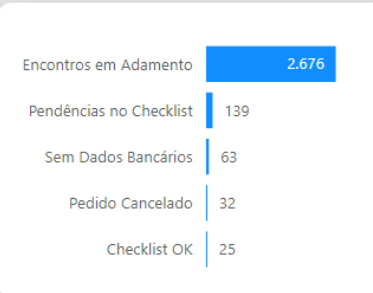 Encontros em Adamento 2.676
Pendências no Checklist 139
Sem Dados Bancários 63
Pedido Cancelado 32
Checklist OK 25